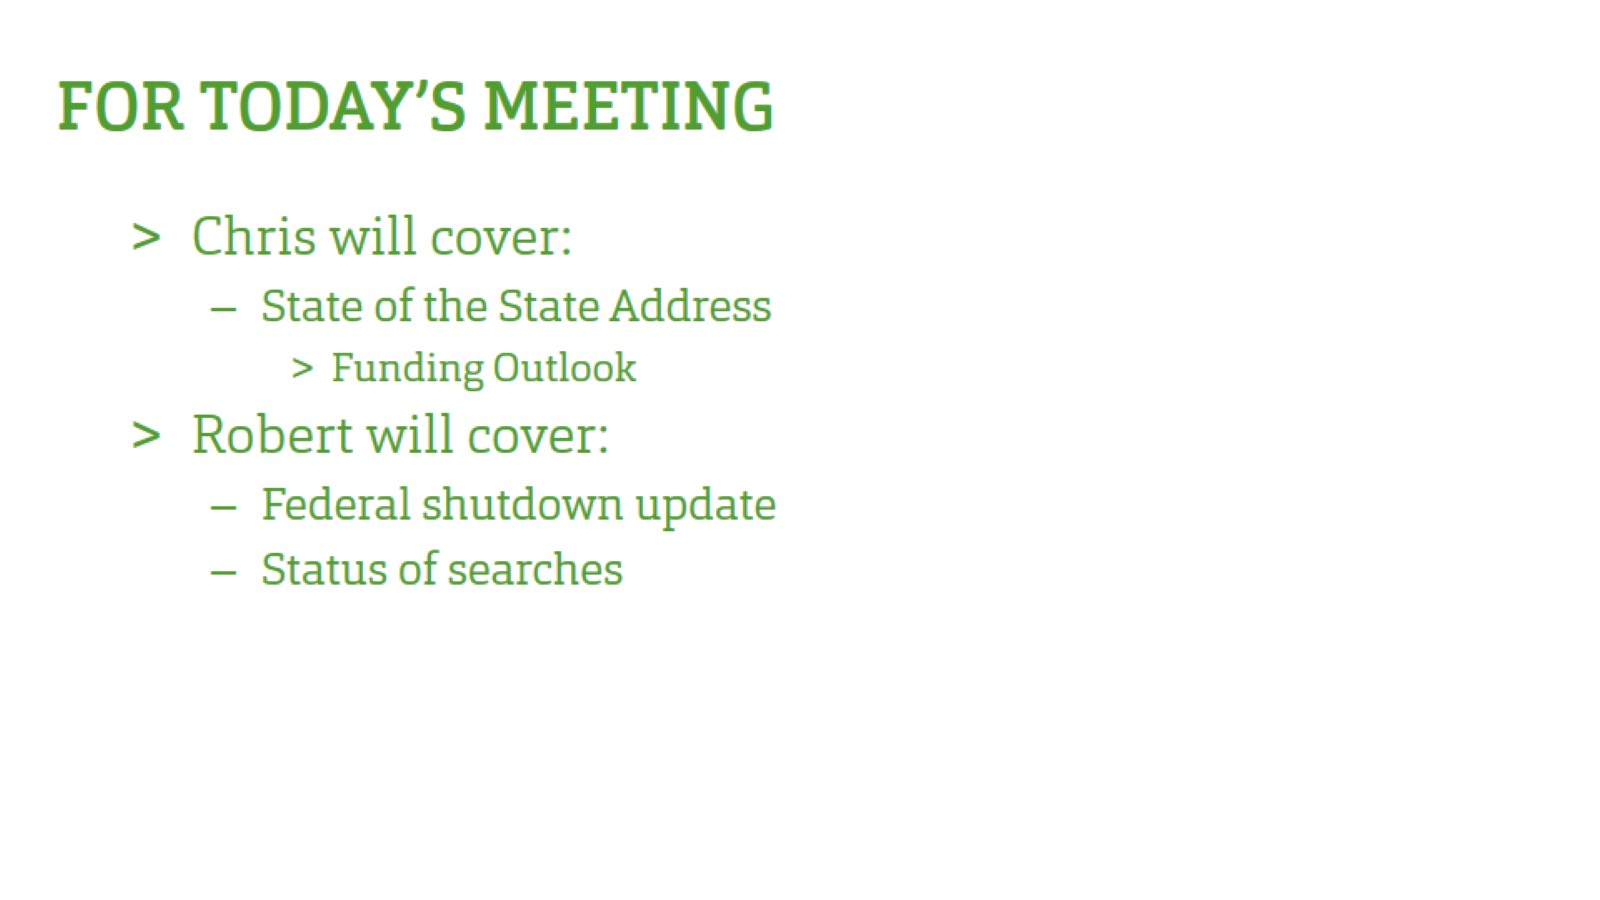 FOR TODAY’S MEETING
> Chris will cover:
– State of the State Address
> Funding Outlook
> Robert will cover:
– Federal shutdown update
– Status of searches